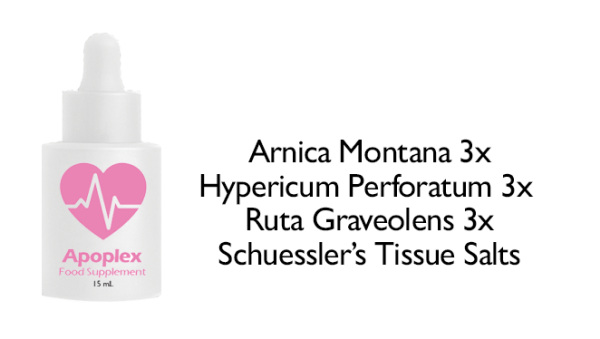 Apoplex
Food Supplement
15 mL
Arnica Montana 3x
Hypericum Perforatum 3x
Ruta Graveolens 3x
Schuessler's Tissue Salts